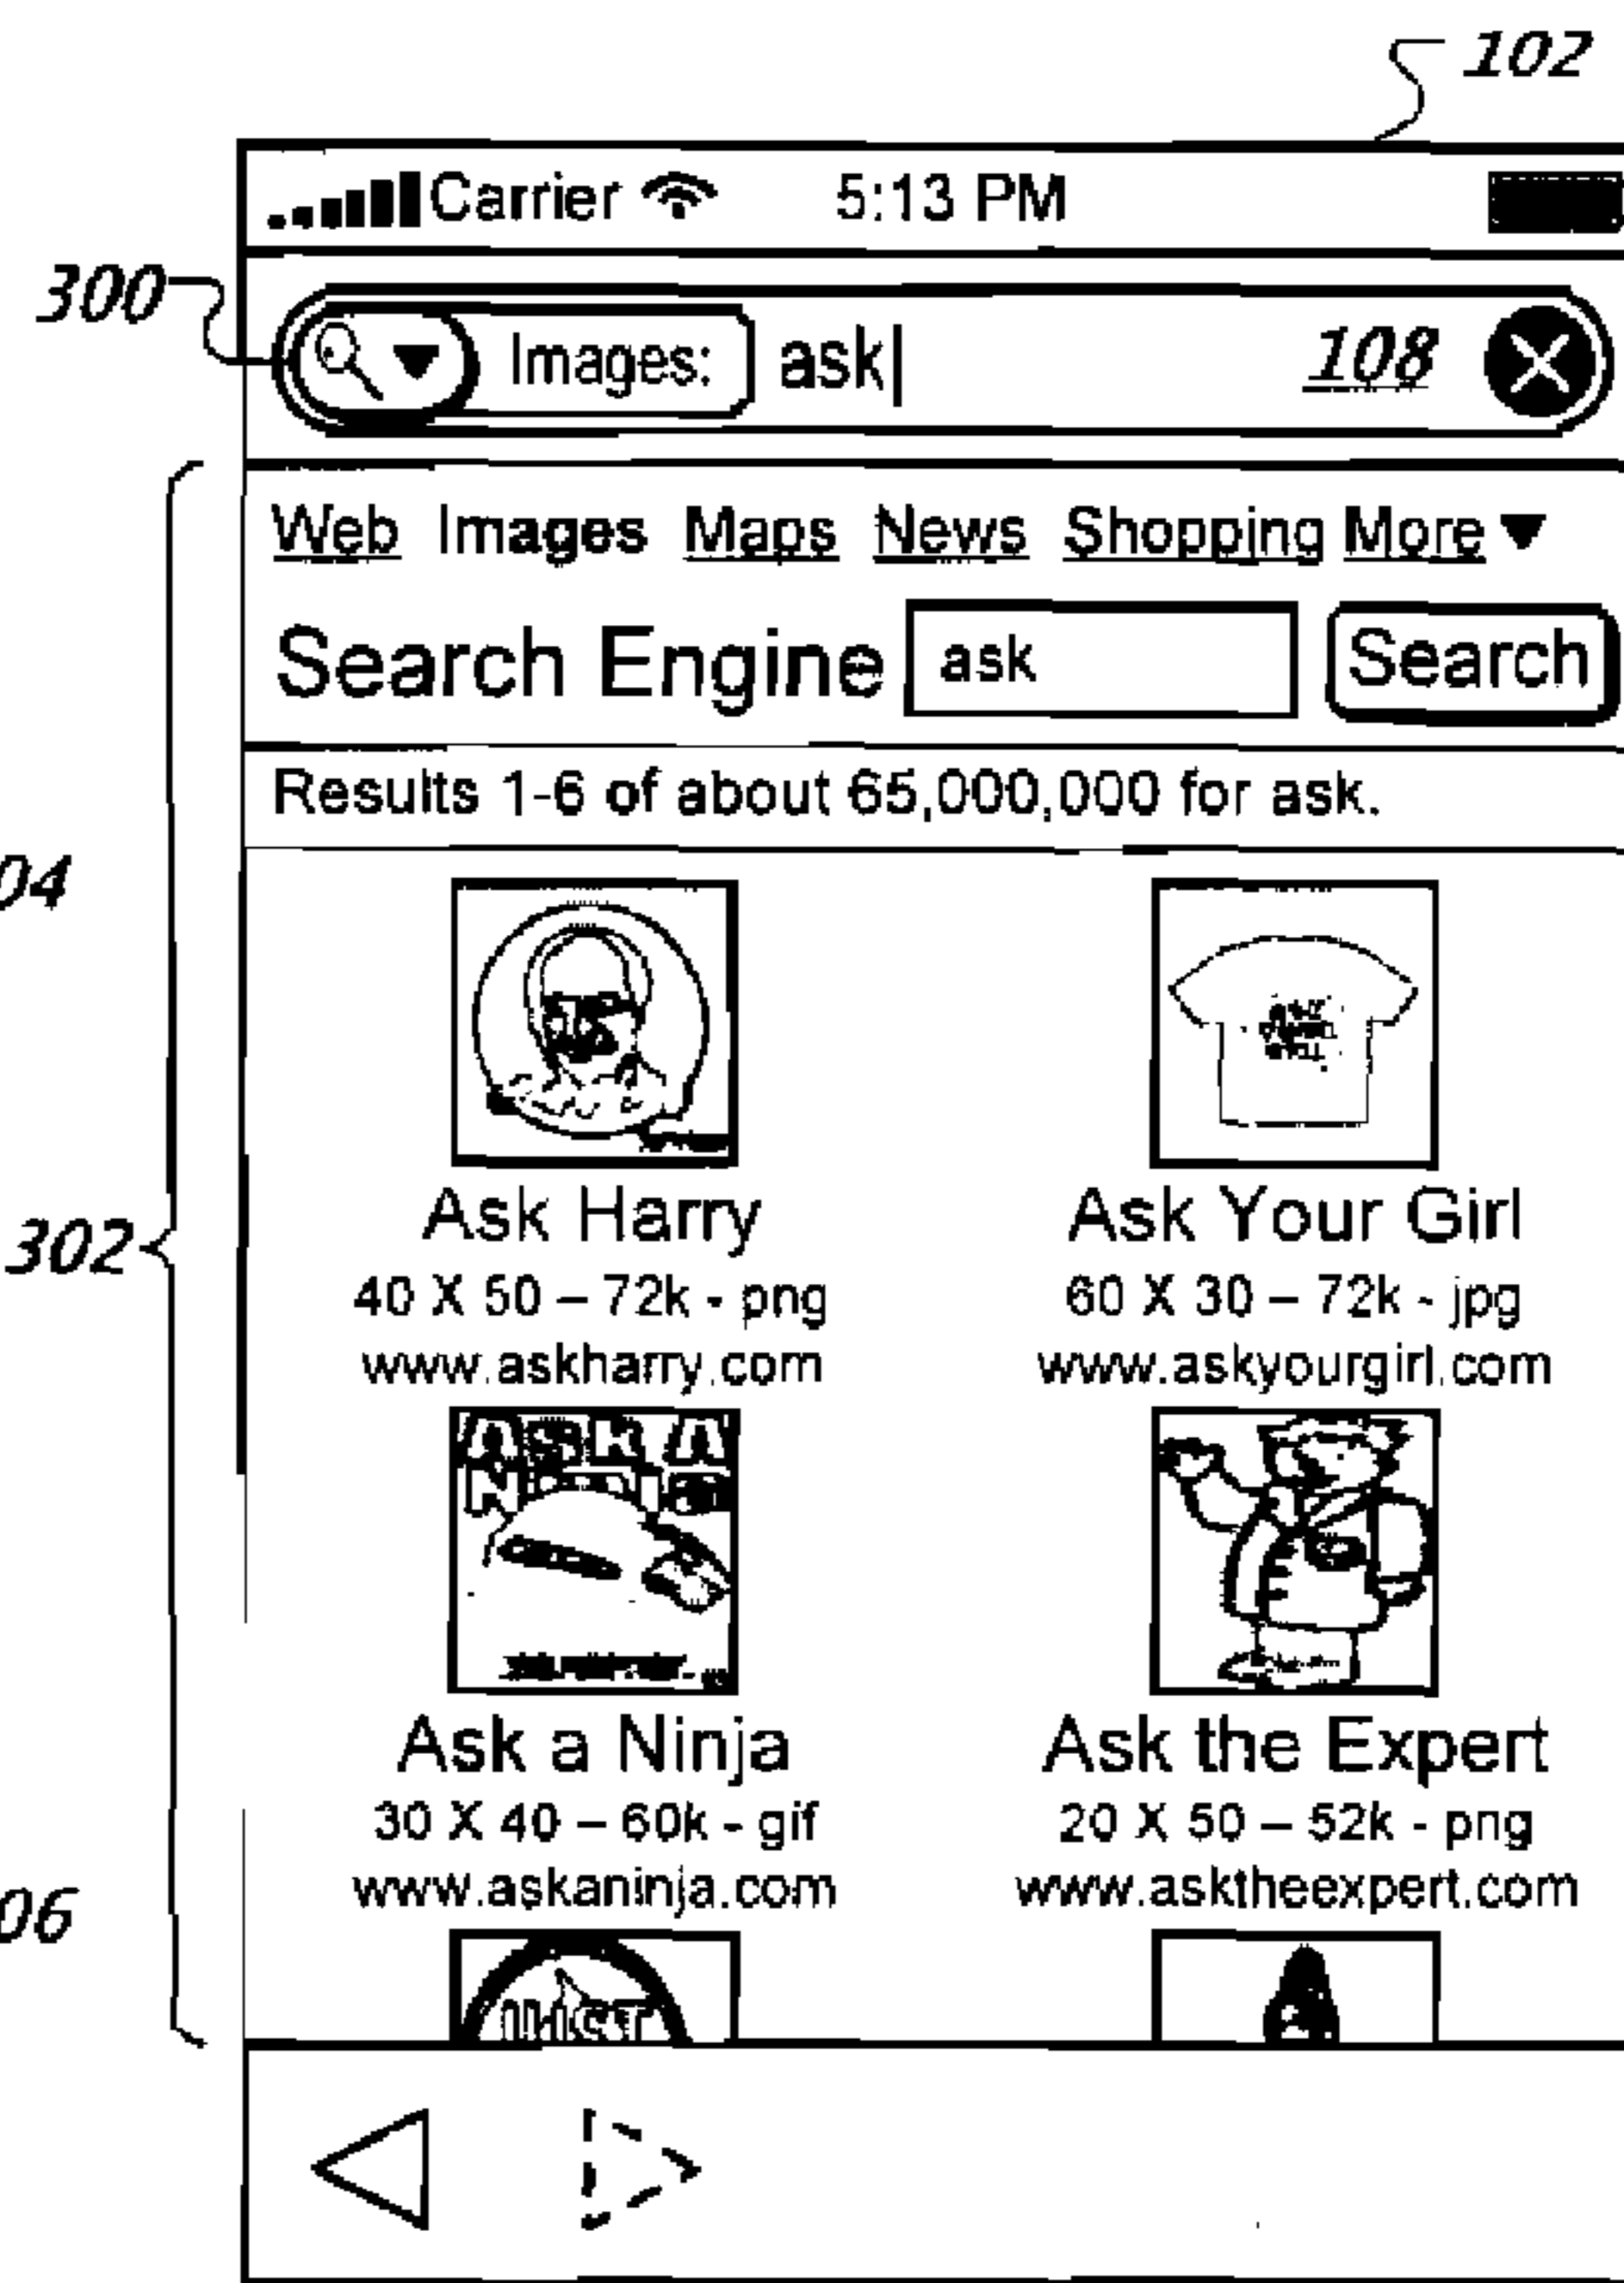 102
Carrier 5:13 PM
300
Images: ask 108
Web Images Maps News Shopping More
Search Engine ask Search
Results 1-6 of about 65,000,000 for ask.
04
Ask Harry Ask Your Girl
302
40 X 50 – 72k - png 60 X 30 – 72k - jpg
www.askharry.com www.askyourgirl.com
ASK A
Ask a Ninja Ask the Expert
30 X 40 – 60k - gif 20 X 50 – 52k - png
www.askaninja.com www.asktheexpert.com
06